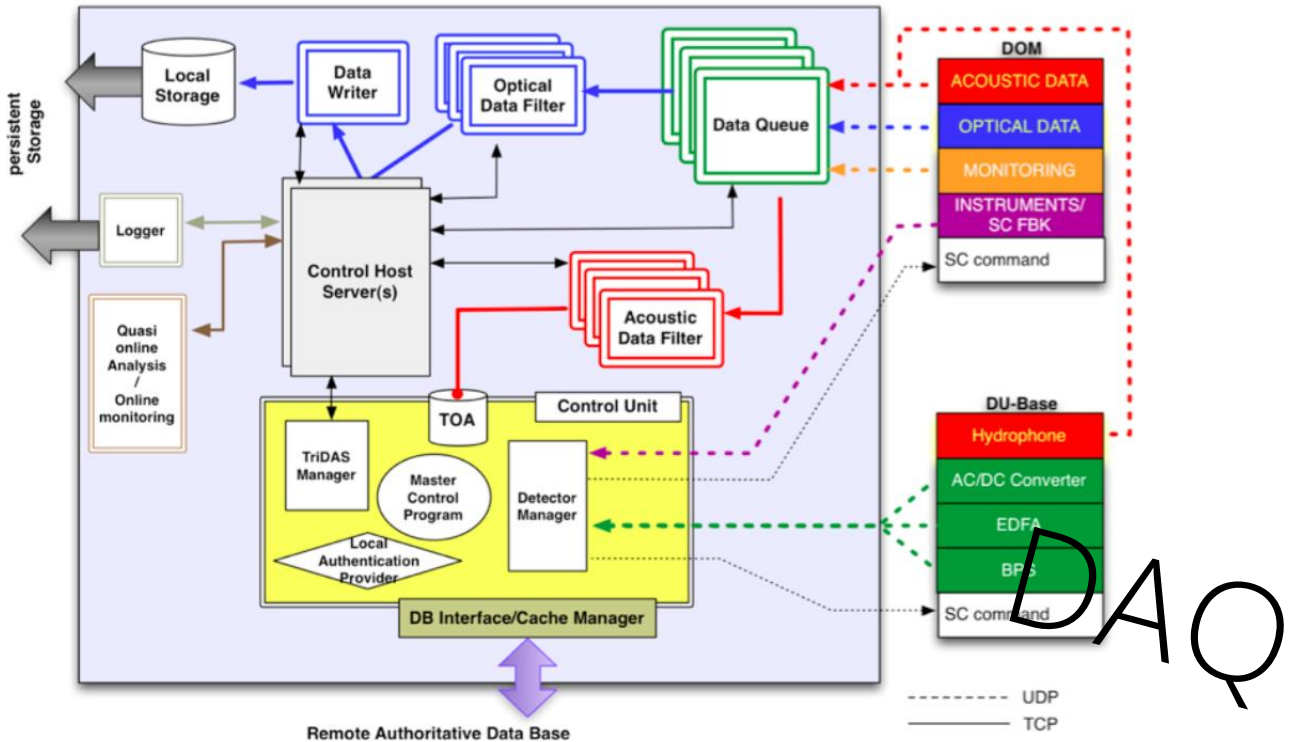 persistent
Storage
Local
Storage
Data
Writer
Optical
Data Filter
Data Queue
DOM
ACOUSTIC DATA
OPTICAL DATA
MONITORING
INSTRUMENTS/
SC FBK
SC command
Logger
Control Host
Server(s)
Acoustic
Data Filter
Quasi
online
Analysis
/
Online
monitoring
TOA
Control Unit
TriDAS
Manager
Master
Control
Program
Detector
Manager
Local
Authentication
Provider
DB Interface/Cache Manager
DU-Base
Hydrophone
AC/DC Converter
EDFA
BPS
SC command
DAQ
UDP
TCP
Remote Authoritative Data Base